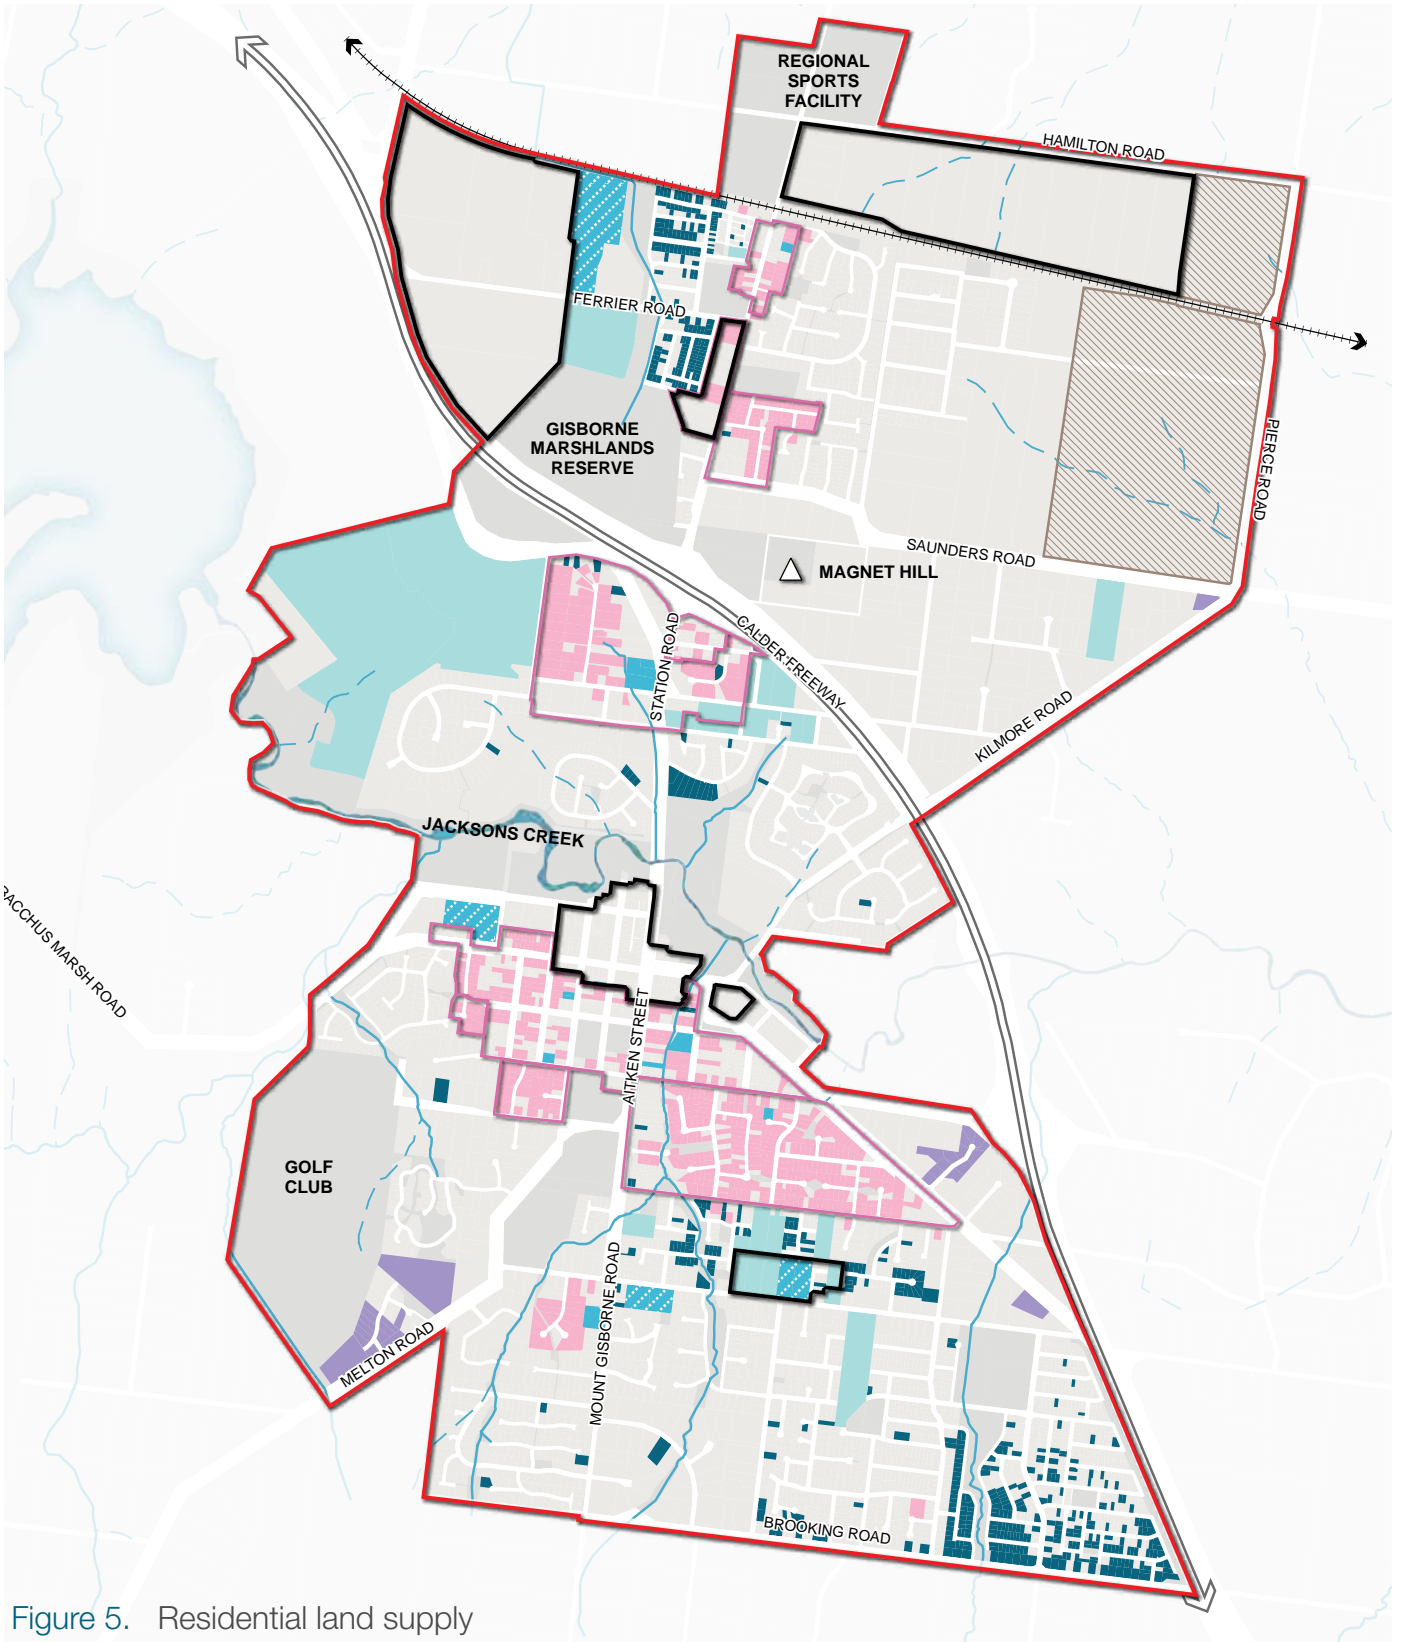 REGIONAL
SPORTS
FACILITY
HAMILTON ROAD
FERRIER ROAD
GISBORNE
MARSHLANDS
RESERVE
PIERCE ROAD
SAUNDERS ROAD
MAGNET HILL
STATION ROAD
CALDER FREEWAY
KILMORE ROAD
JACKSONS CREEK
BACCHUS MARSH ROAD
AITKEN STREET
GOLF
CLUB
MOUNT GISBORNE ROAD
MELTON ROAD
BROOKING ROAD
Figure 5. Residential land supply